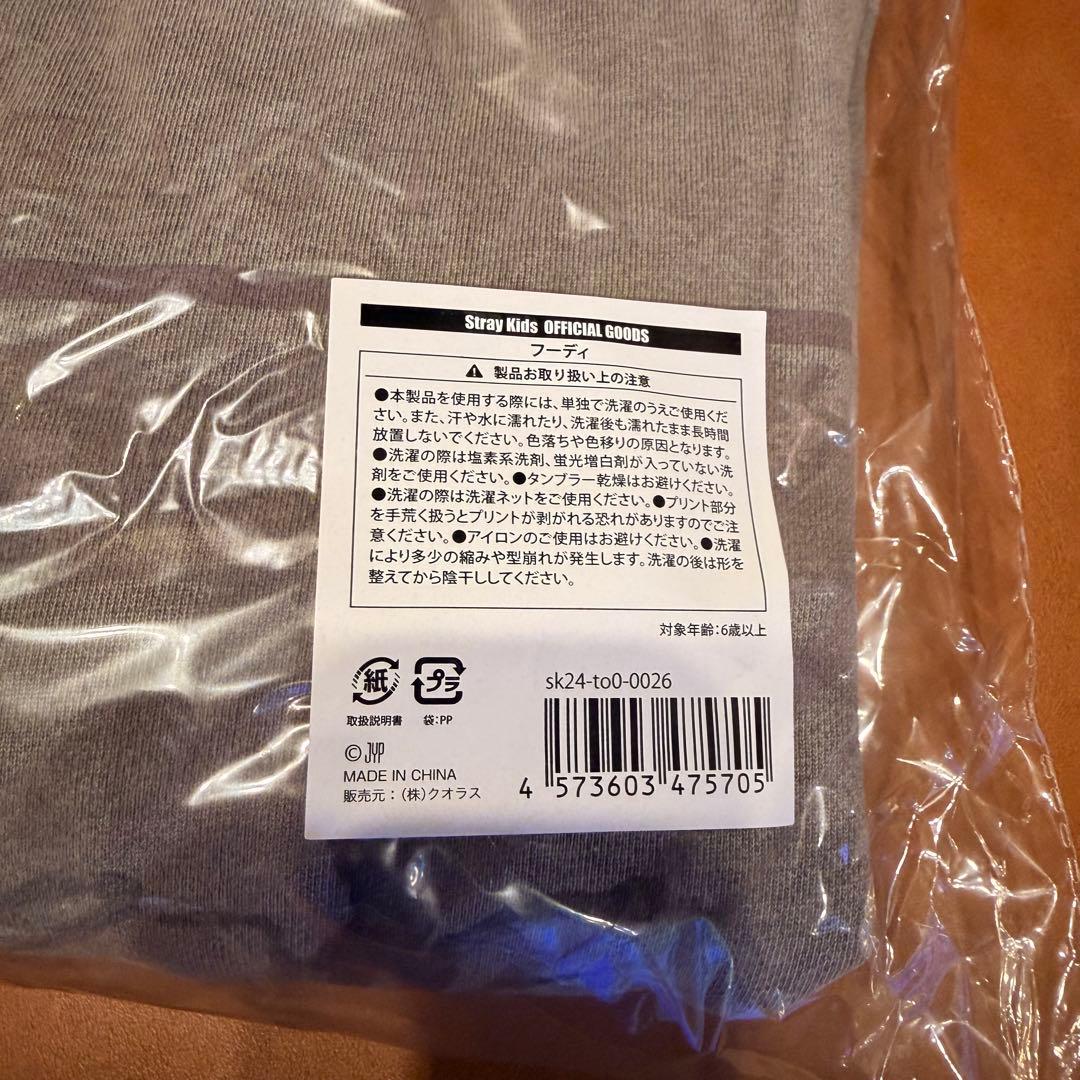 Stray Kids OFFICIAL GOODS
フーディ
製品お取り扱い上の注意
●本製品を使用する際には、単独で洗濯のうえご使用くだ
さい。また、汗や水に濡れたり、洗濯後も濡れたまま長時間
放置しないでください。色落ちや色移りの原因となります。
●洗濯の際は塩素系洗剤、蛍光増白剤が入っていない洗
剤をご使用ください。●タンブラー乾燥はお避けください。
●洗濯の際は洗濯ネットをご使用ください。●プリント部分
を手荒く扱うとプリントが剥がれる恐れがありますのでご注
意ください。●アイロンのご使用はお避けください。●洗濯
により多少の縮みや型崩れが発生します。洗濯の後は形を
整えてから陰干ししてください。
対象年齢:6歳以上
紙
プラ
取扱説明書
袋:PP
sk24-to0-0026
© JYP
MADE IN CHINA
販売元：(株)クオラス
4 573603 475705